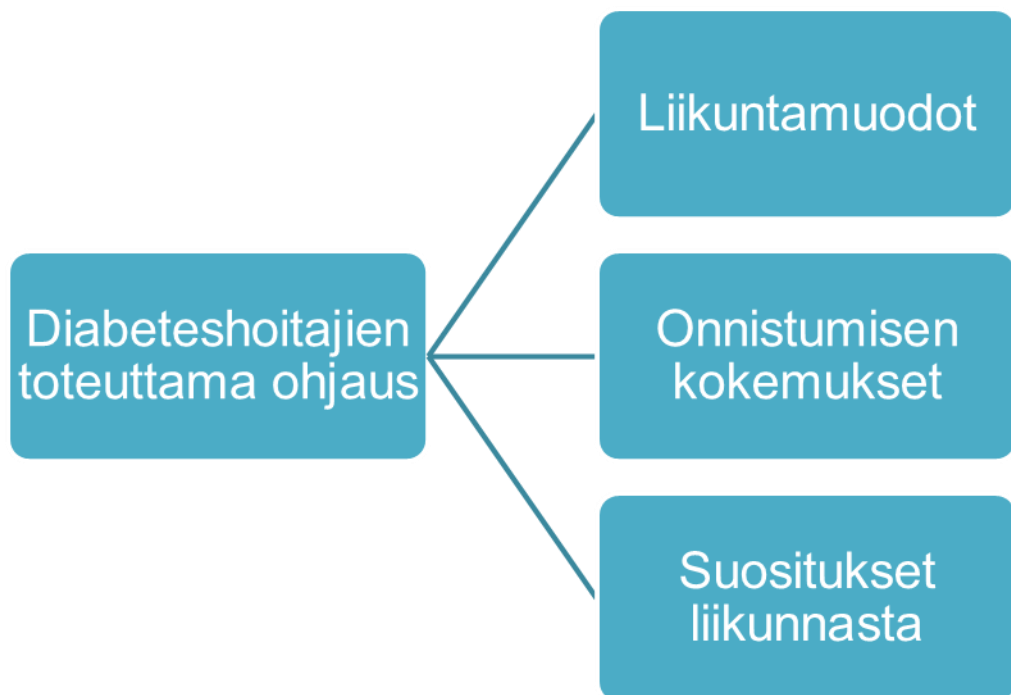 Diabeteshoitajien
toteuttama ohjaus
Liikuntamuodot
Onnistumisen
kokemukset
Suositukset
liikunnasta